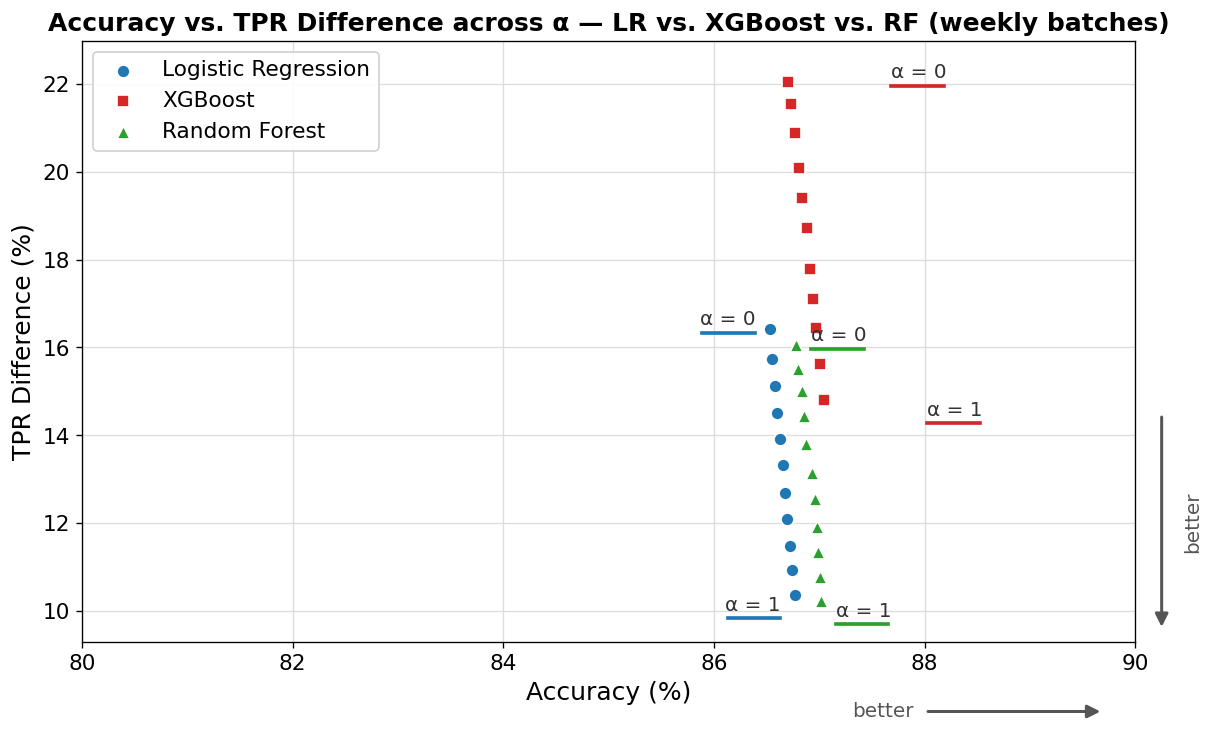 Accuracy vs. TPR Difference across α — LR vs. XGBoost vs. RF (weekly batches)
Logistic Regression
XGBoost
Random Forest
α = 0
α = 0
α = 0
α = 1
α = 1
α = 1
TPR Difference (%)
22
20
18
16
14
12
10
80
82
84
86
88
90
Accuracy (%)
better
better